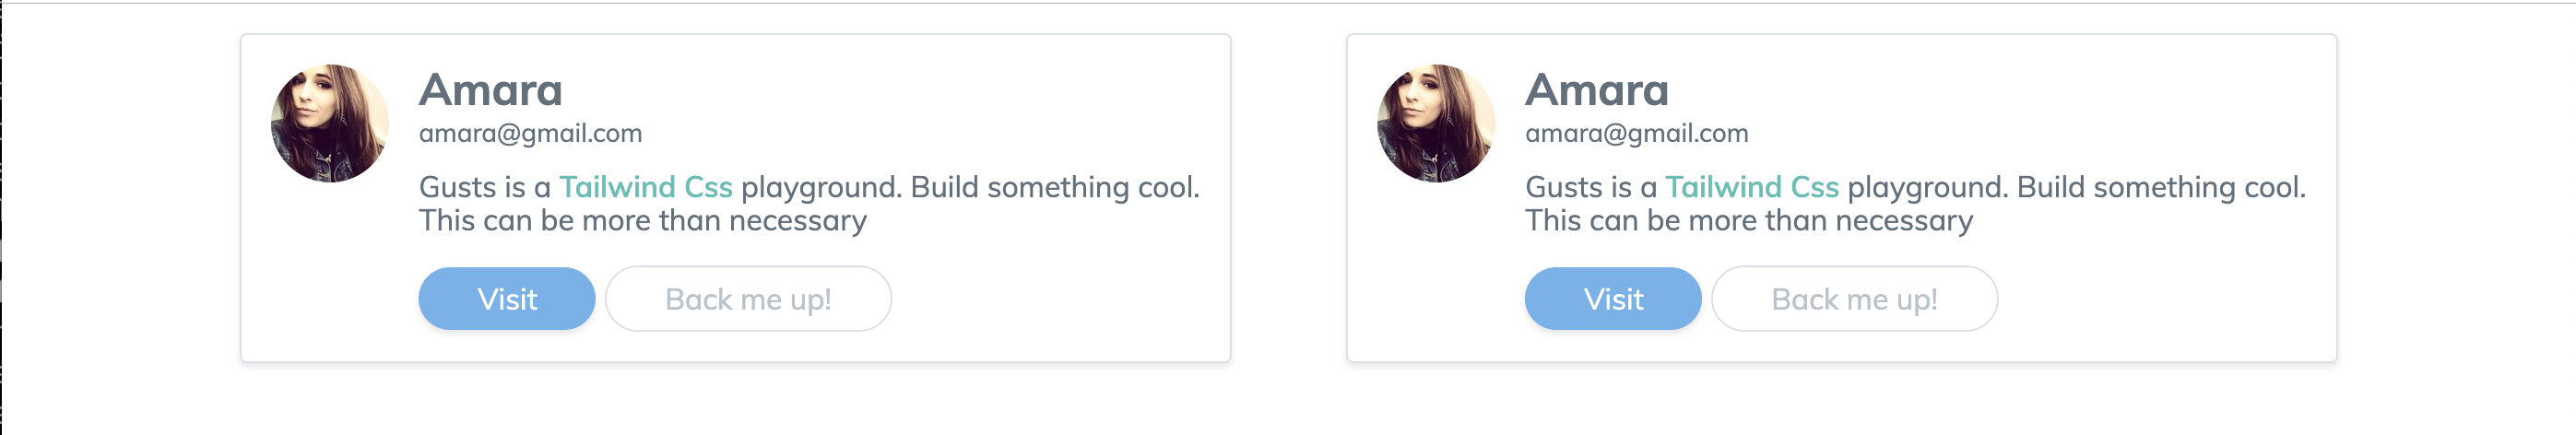 Amara
amara@gmail.com
Gusts is a Tailwind Css playground. Build something cool.
This can be more than necessary
Visit
Back me up!
Amara
amara@gmail.com
Gusts is a Tailwind Css playground. Build something cool.
This can be more than necessary
Visit
Back me up!